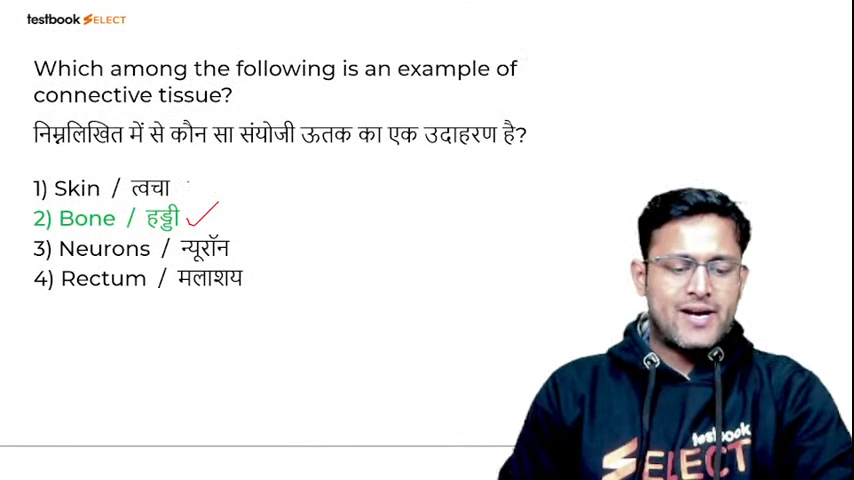 testbook SELECT
Which among the following is an example of
connective tissue?
निम्नलिखित में से कौन सा संयोजी ऊतक का एक उदाहरण है?
1) Skin / त्वचा
2) Bone / हड्डी
3) Neurons / न्यूरॉन
4) Rectum / मलाशय
testbook
SELECT